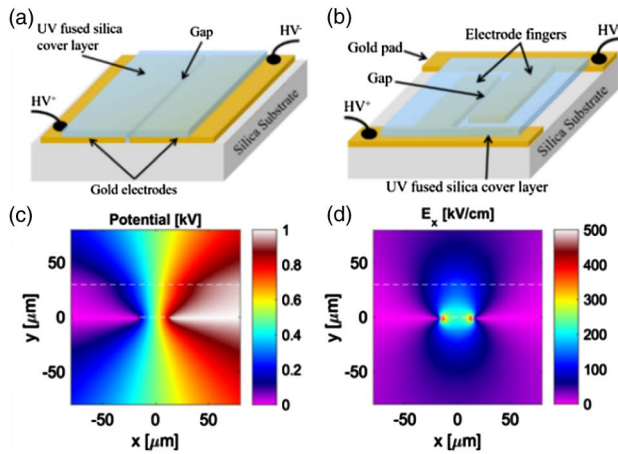 (a)
UV fused silica
cover layer
Gap
HV-
HV+
Gold electrodes
Silica Substrate
(b)
Electrode fingers
Gold pad
Gap
HV
HV+
UV fused silica cover layer
Silica Substrate
(c)
Potential [kV]
y [μm]
50
0
-50
-50
0
50
x [μm]
1
0.8
0.6
0.4
0.2
0
(d)
E_x [kV/cm]
y [μm]
50
0
-50
-50
0
50
x [μm]
500
400
300
200
100
0